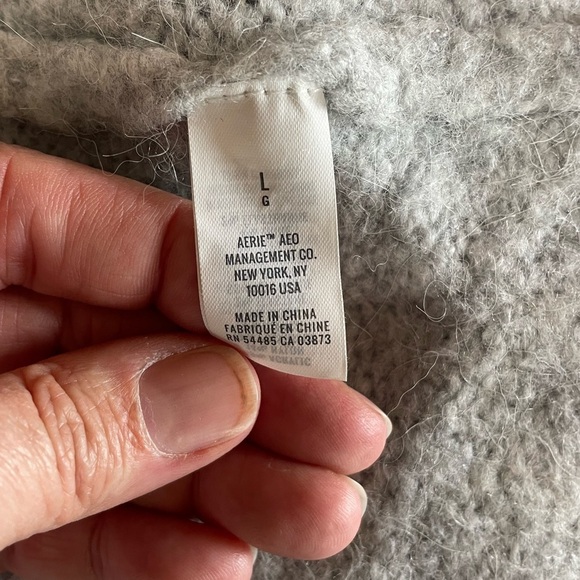 L
G
AERIE™ AEO
MANAGEMENT CO.
NEW YORK, NY
10016 USA
MADE IN CHINA
FABRIQUÉ EN CHINE
RN 54485 CA 03873